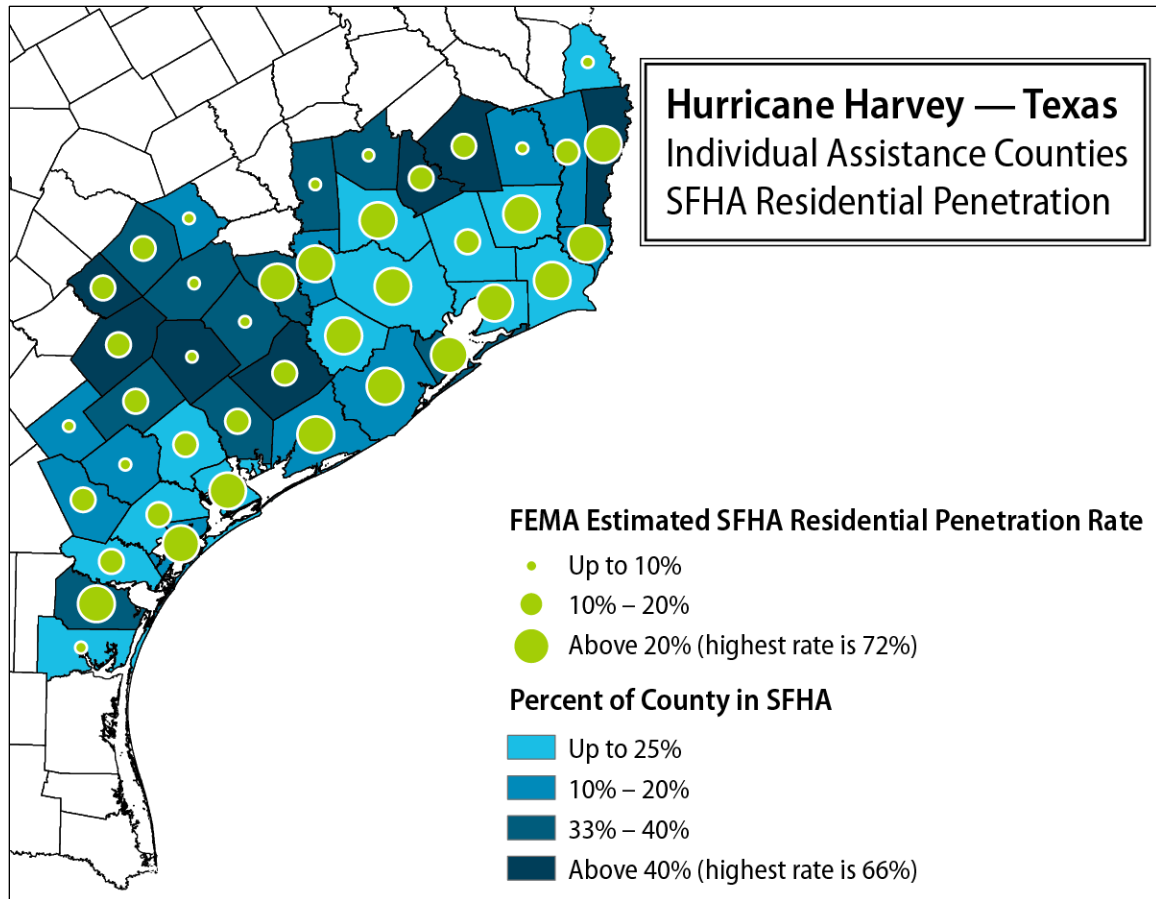 Hurricane Harvey — Texas
Individual Assistance Counties
SFHA Residential Penetration
FEMA Estimated SFHA Residential Penetration Rate
Up to 10%
10% – 20%
Above 20% (highest rate is 72%)
Percent of County in SFHA
Up to 25%
10% – 20%
33% – 40%
Above 40% (highest rate is 66%)